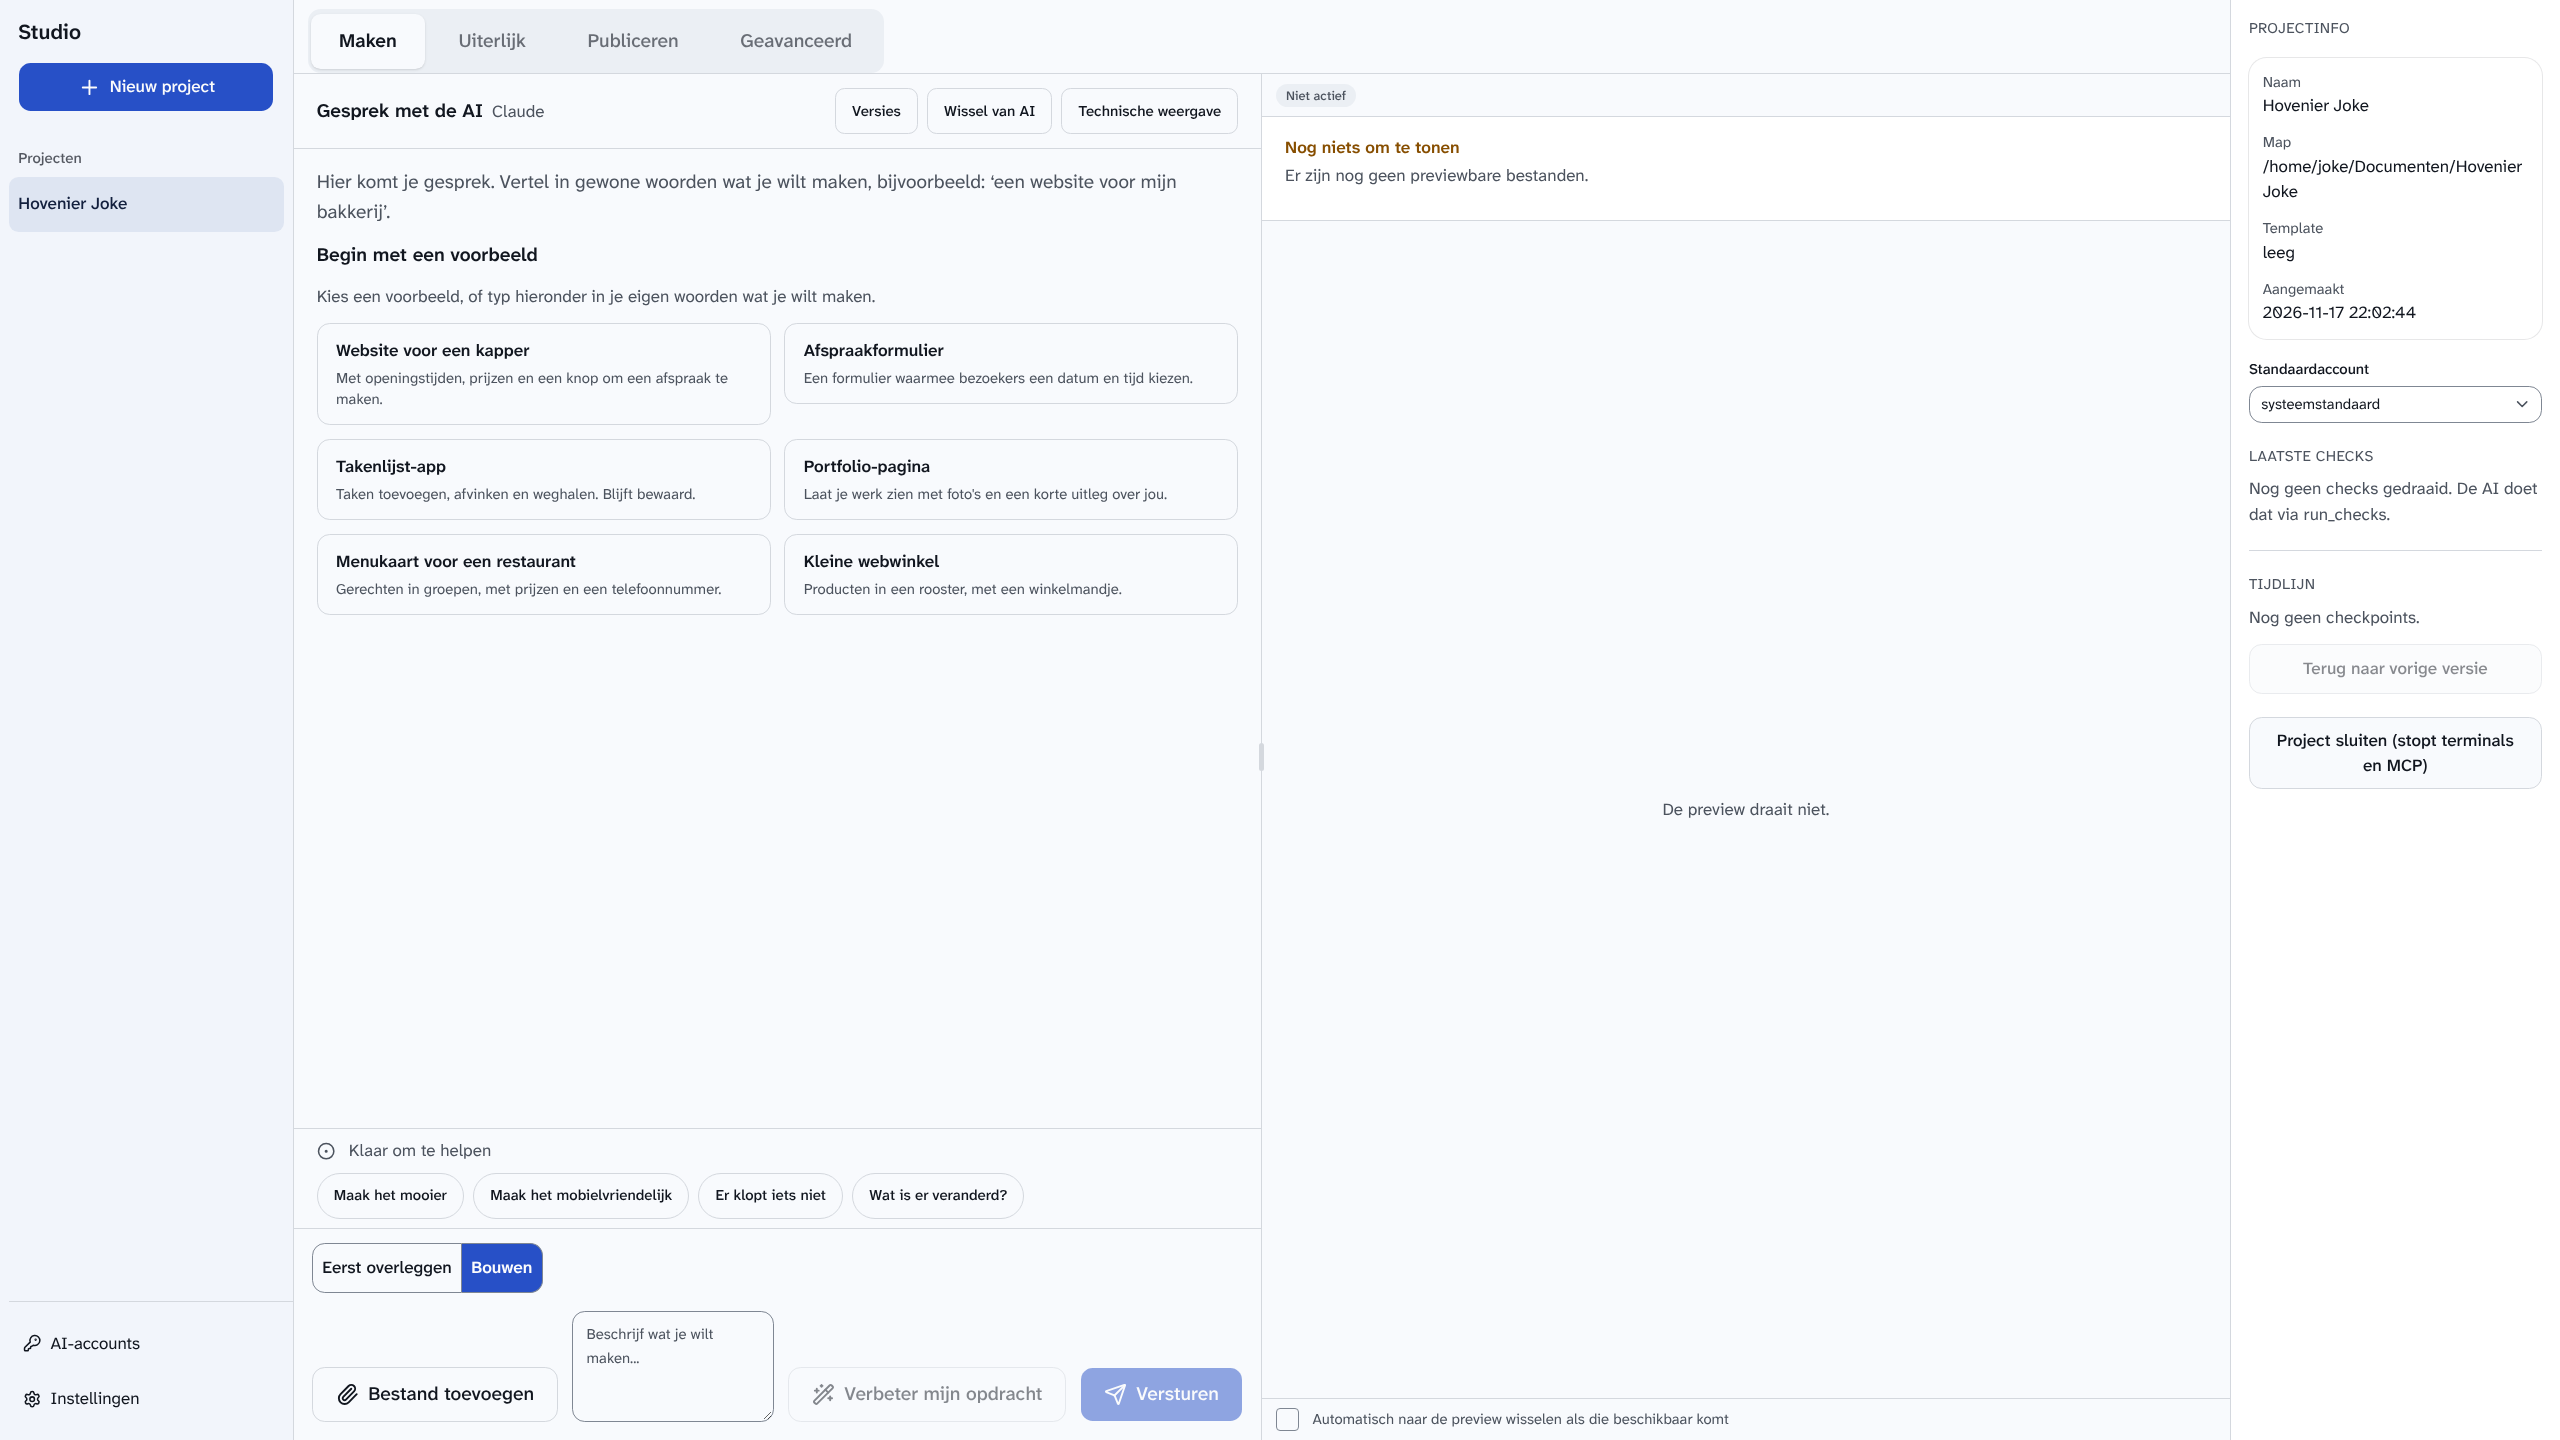 Studio
Nieuw project
Projecten
Hovenier Joke
AI-accounts
Instellingen
Maken
Uiterlijk
Publiceren
Geavanceerd
Gesprek met de AI Claude
Versies
Wissel van AI
Technische weergave
Hier komt je gesprek. Vertel in gewone woorden wat je wilt maken, bijvoorbeeld: ‘een website voor mijn
bakkerij’.
Begin met een voorbeeld
Kies een voorbeeld, of typ hieronder in je eigen woorden wat je wilt maken.
Website voor een kapper
Met openingstijden, prijzen en een knop om een afspraak te
maken.
Afspraakformulier
Een formulier waarmee bezoekers een datum en tijd kiezen.
Takenlijst-app
Taken toevoegen, afvinken en weghalen. Blijft bewaard.
Portfolio-pagina
Laat je werk zien met foto's en een korte uitleg over jou.
Menukaart voor een restaurant
Gerechten in groepen, met prijzen en een telefoonnummer.
Kleine webwinkel
Producten in een rooster, met een winkelmandje.
Klaar om te helpen
Maak het mooier
Maak het mobielvriendelijk
Er klopt iets niet
Wat is er veranderd?
Eerst overleggen
Bouwen
Bestand toevoegen
Beschrijf wat je wilt
maken...
Verbeter mijn opdracht
Versturen
Niet actief
Nog niets om te tonen
Er zijn nog geen previewbare bestanden.
De preview draait niet.
Automatisch naar de preview wisselen als die beschikbaar komt
PROJECTINFO
Naam
Hovenier Joke
Map
/home/joke/Documenten/Hovenier
Joke
Template
leeg
Aangemaakt
2026-11-17 22:02:44
Standaardaccount
systeemstandaard
LAATSTE CHECKS
Nog geen checks gedraaid. De AI doet
dat via run_checks.
TIJDLIJN
Nog geen checkpoints.
Terug naar vorige versie
Project sluiten (stopt terminals
en MCP)